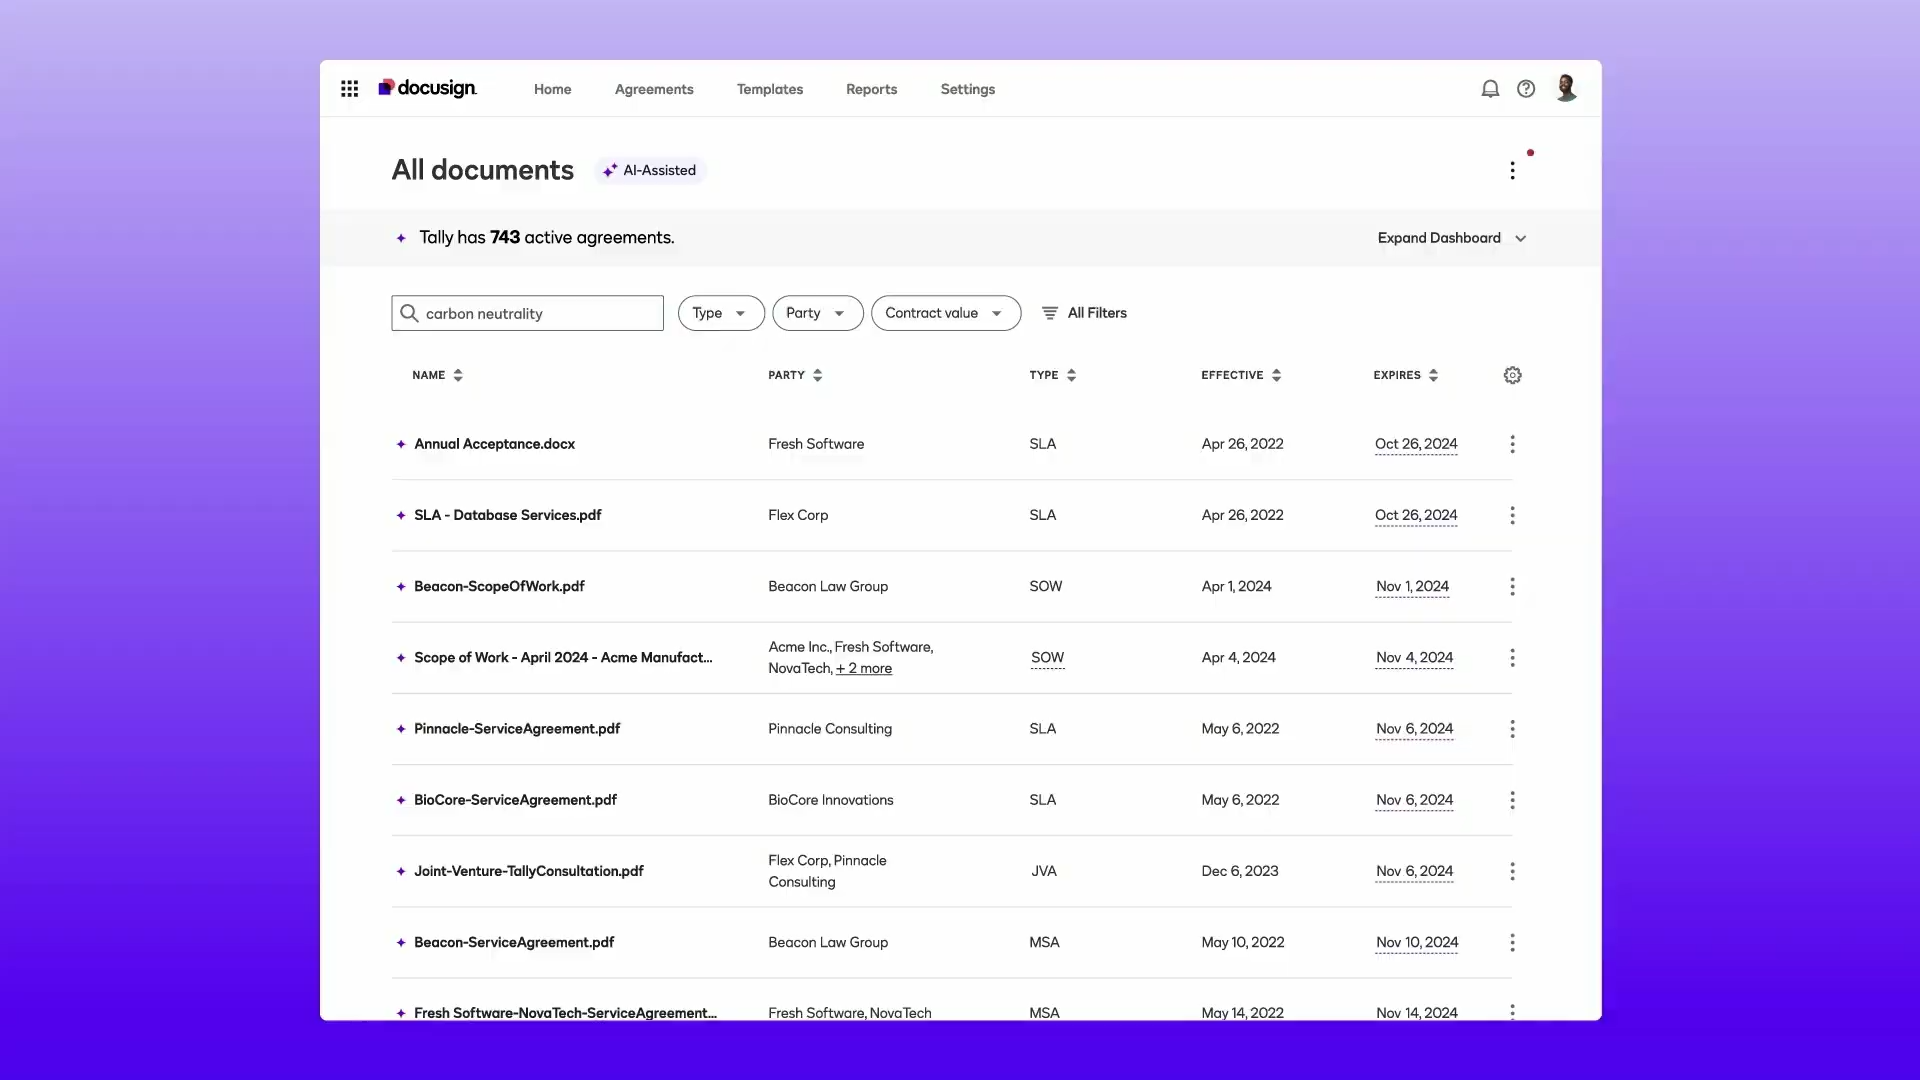 docusign
Home
Agreements
Templates
Reports
Settings
All documents
AI-Assisted
Tally has 743 active agreements.
Expand Dashboard
carbon neutrality
Type
Party
Contract value
All Filters
NAME
PARTY
TYPE
EFFECTIVE
EXPIRES
Annual Acceptance.docx
Fresh Software
SLA
Apr 26, 2022
Oct 26, 2024
SLA - Database Services.pdf
Flex Corp
SLA
Apr 26, 2022
Oct 26, 2024
Beacon-ScopeOfWork.pdf
Beacon Law Group
SOW
Apr 1, 2024
Nov 1, 2024
Scope of Work - April 2024 - Acme Manufact...
Acme Inc., Fresh Software,
NovaTech, + 2 more
SOW
Apr 4, 2024
Nov 4, 2024
Pinnacle-ServiceAgreement.pdf
Pinnacle Consulting
SLA
May 6, 2022
Nov 6, 2024
BioCore-ServiceAgreement.pdf
BioCore Innovations
SLA
May 6, 2022
Nov 6, 2024
Joint-Venture-TallyConsultation.pdf
Flex Corp, Pinnacle
Consulting
JVA
Dec 6, 2023
Nov 6, 2024
Beacon-ServiceAgreement.pdf
Beacon Law Group
MSA
May 10, 2022
Nov 10, 2024
Fresh Software-NovaTech-ServiceAgreement...
Fresh Software, NovaTech
MSA
May 14, 2022
Nov 14, 2024